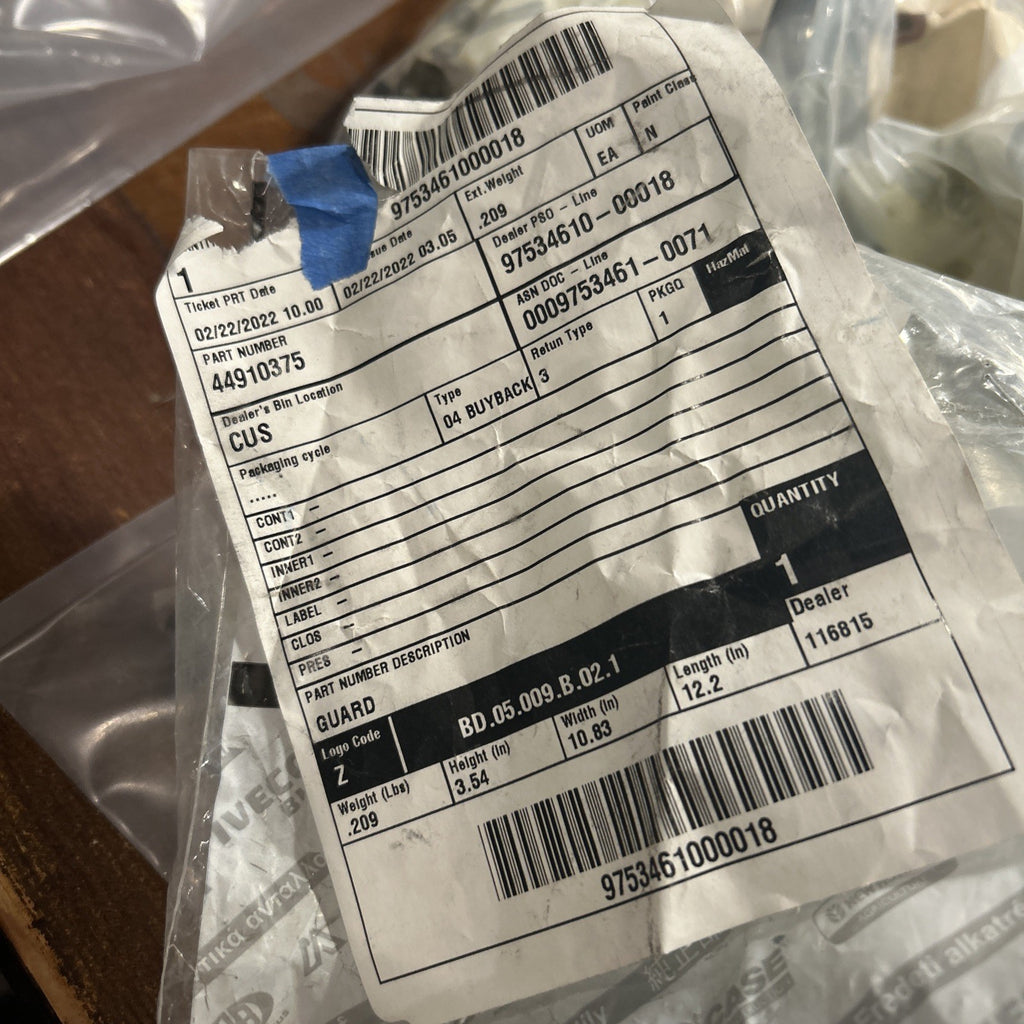 9753461000018
Ext.Weight
.209
UOM
EA
Paint Class
N
1
Ticket PRT Date
02/22/2022 10.00
Date
02/22/2022 03.05
Dealer PSO - Line
97534610-00018
PART NUMBER
44910375
ASN DOC - Line
0009753461-0071
HazMat
Dealer's Bin Location
CUS
Type
04 BUYBACK
Retun Type
3
PKGQ
1
Packaging cycle
.....
CONT1 -
CONT2 -
INNER1 -
INNER2 -
LABEL -
CLOS -
PRES -
QUANTITY
1
PART NUMBER DESCRIPTION
GUARD
Logo Code
Z
BD.05.009.B.02.1
Dealer
116815
Weight (Lbs)
.209
Height (in)
3.54
Width (in)
10.83
Length (in)
12.2
9753461000018
IVECO
CASE